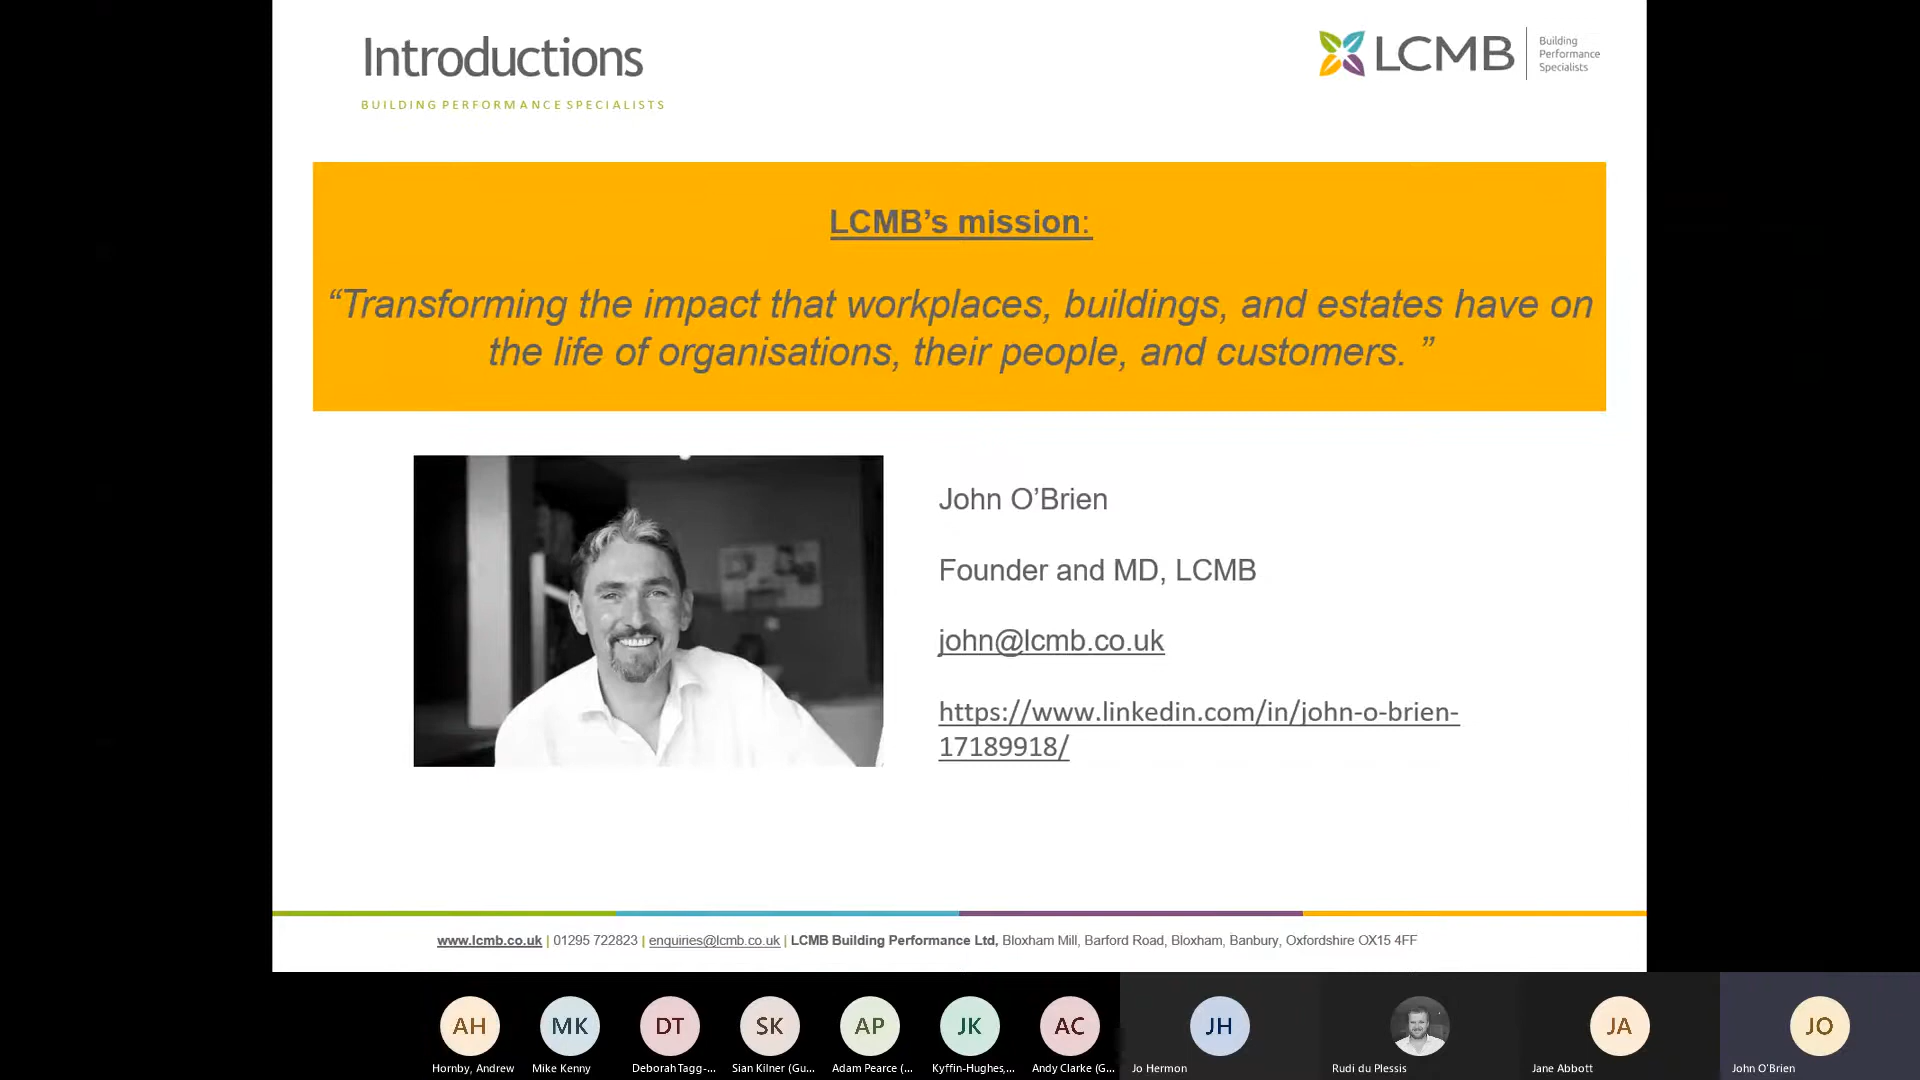 Introductions
BUILDING PERFORMANCE SPECIALISTS
LCMB
Building
Performance
Specialists
LCMB’s mission:
“Transforming the impact that workplaces, buildings, and estates have on
the life of organisations, their people, and customers. ”
John O’Brien
Founder and MD, LCMB
john@lcmb.co.uk
https://www.linkedin.com/in/john-o-brien-
17189918/
www.lcmb.co.uk | 01295 722823 | enquiries@lcmb.co.uk | LCMB Building Performance Ltd, Bloxham Mill, Barford Road, Bloxham, Banbury, Oxfordshire OX15 4FF
AH MK DT SK AP JK AC JH JA JO
Hornby, Andrew Mike Kenny Deborah Tagg-... Sian Kilner (Gu... Adam Pearce (... Kyffin-Hughes,... Andy Clarke (G... Jo Hermon Rudi du Plessis Jane Abbott John O'Brien